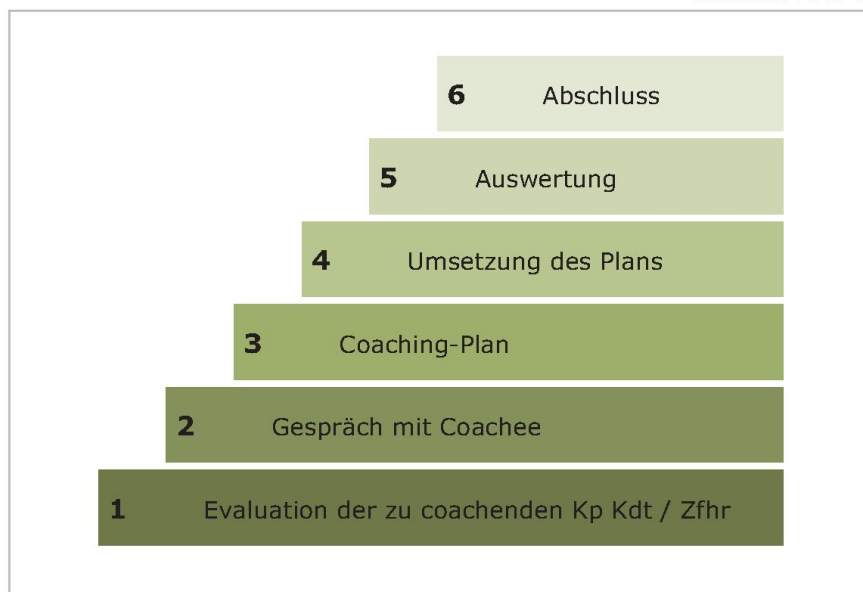 6 Abschluss
5 Auswertung
4 Umsetzung des Plans
3 Coaching-Plan
2 Gespräch mit Coachee
1 Evaluation der zu coachenden Kp Kdt / Zfhr